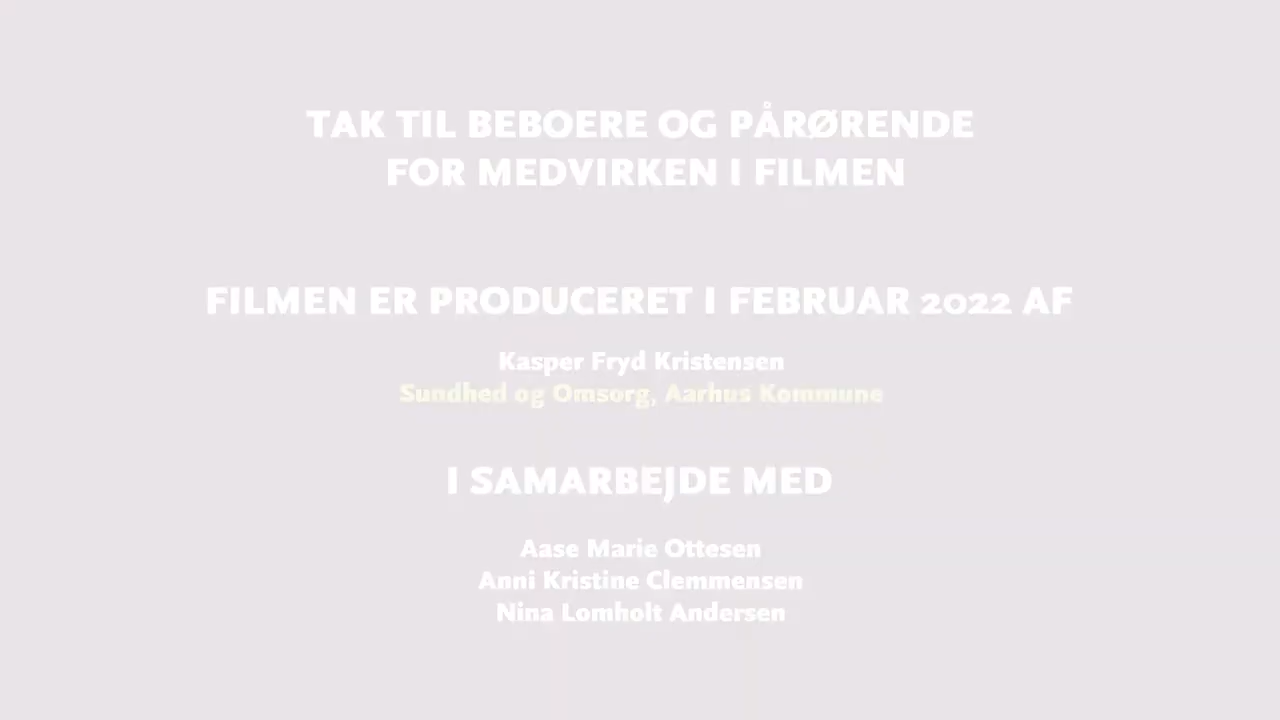 TAK TIL BEBOERE OG PÅRØRENDE
FOR MEDVIRKEN I FILMEN
FILMEN ER PRODUCERET I FEBRUAR 2022 AF
Kasper Fryd Kristensen
Sundhed og Omsorg, Aarhus Kommune
I SAMARBEJDE MED
Aase Marie Ottesen
Anni Kristine Clemmensen
Nina Lomholt Andersen